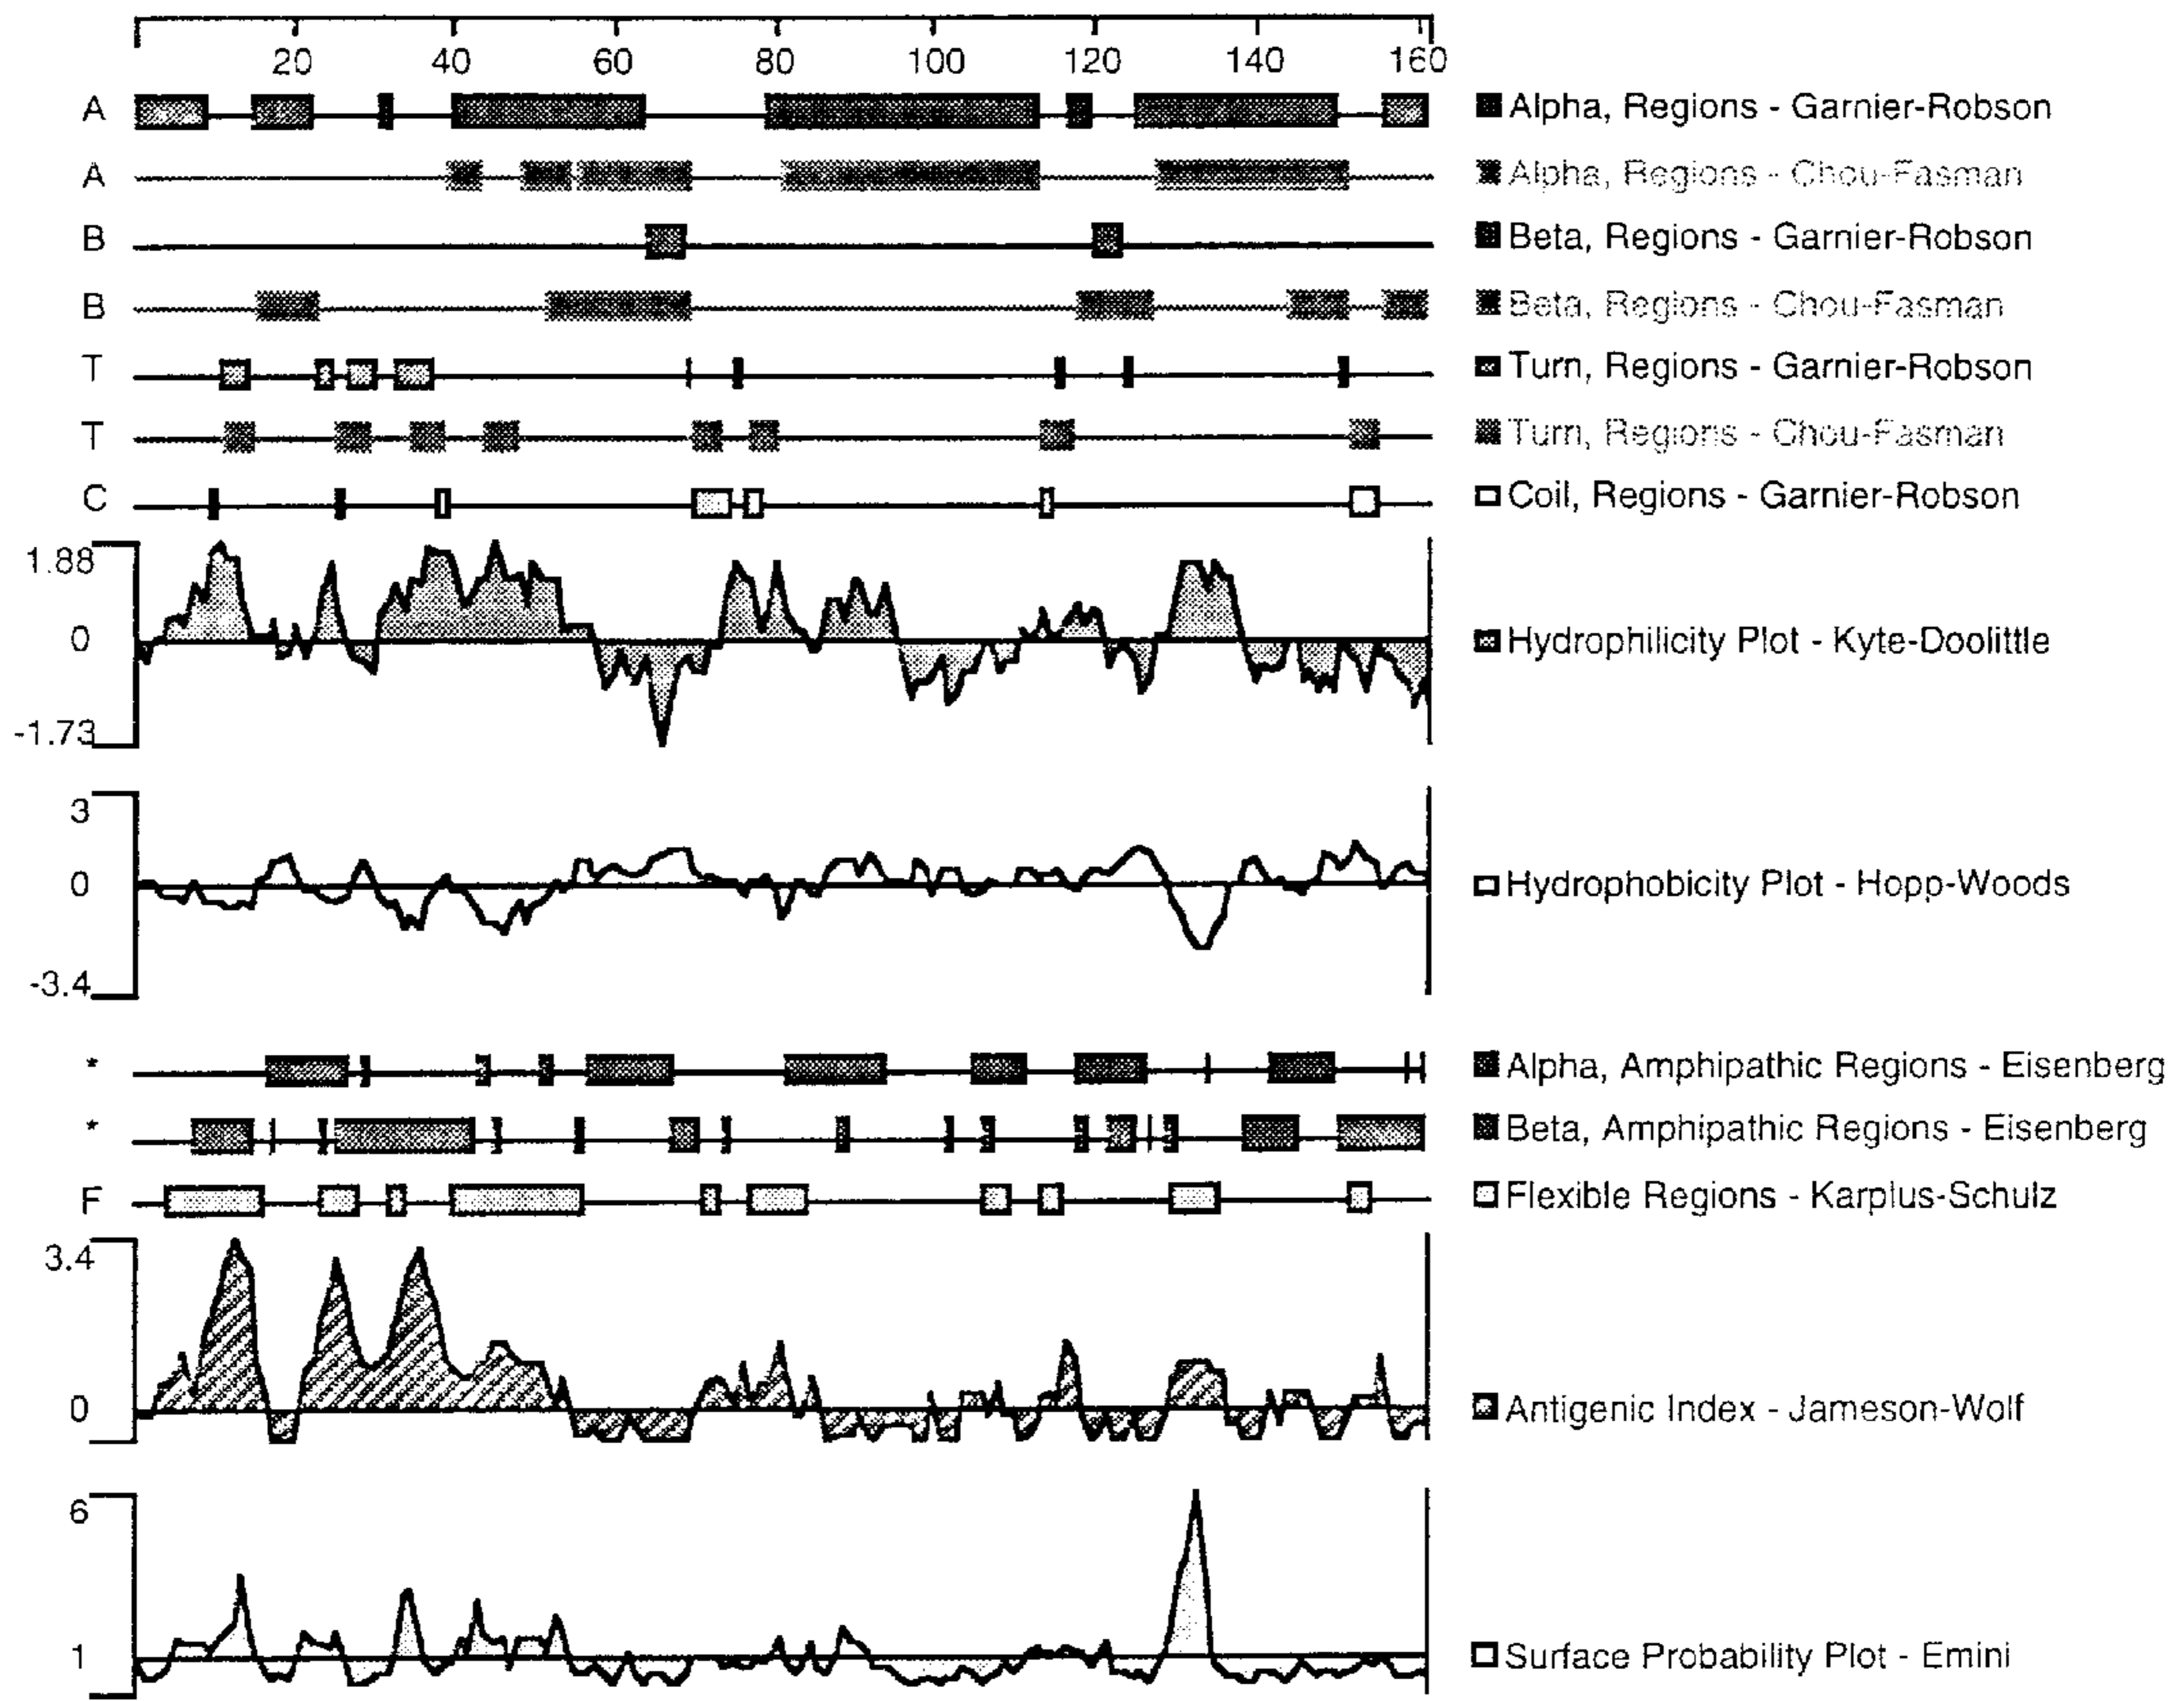 20 40 60 80 100 120 140 160
A Alpha, Regions - Garnier-Robson
A Alpha, Regions - Chou-Fasman
B Beta, Regions - Garnier-Robson
B Beta, Regions - Chou-Fasman
T Turn, Regions - Garnier-Robson
T Turn, Regions - Chou-Fasman
C Coil, Regions - Garnier-Robson
1.88
0 Hydrophilicity Plot - Kyte-Doolittle
-1.73
3
0 Hydrophobicity Plot - Hopp-Woods
-3.4
* Alpha, Amphipathic Regions - Eisenberg
* Beta, Amphipathic Regions - Eisenberg
F Flexible Regions - Karplus-Schulz
3.4
0 Antigenic Index - Jameson-Wolf
6
1 Surface Probability Plot - Emini